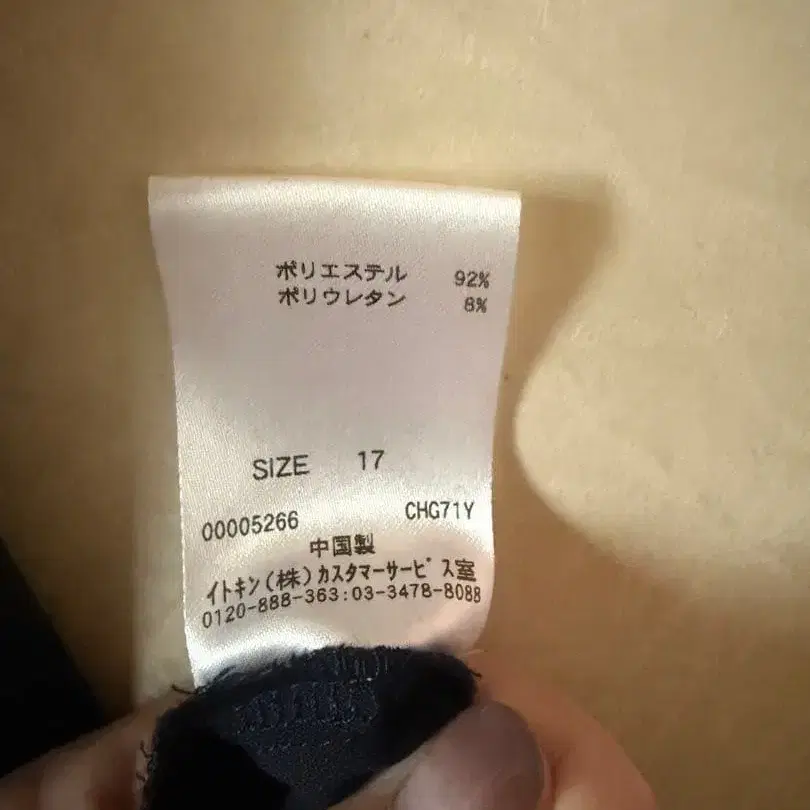 ポリエステル 92%
ポリウレタン 8%
SIZE 17
00005266 CHG71Y
中国製
イトキン(株)カスタマーサービス室
0120-888-363:03-3478-8088